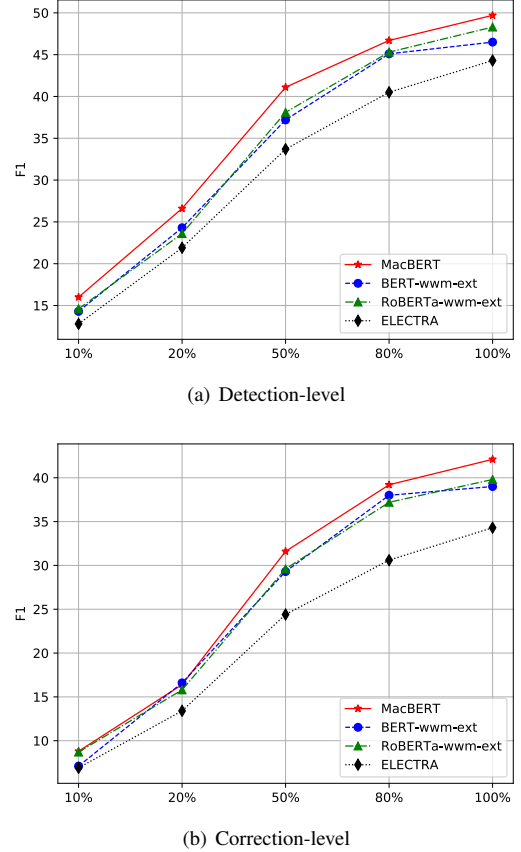 50
45
40
35
30
25
20
15
F1
MacBERT
BERT-wwm-ext
RoBERTa-wwm-ext
ELECTRA
10% 20% 50% 80% 100%
(a) Detection-level
40
35
30
25
20
15
10
F1
MacBERT
BERT-wwm-ext
RoBERTa-wwm-ext
ELECTRA
10% 20% 50% 80% 100%
(b) Correction-level